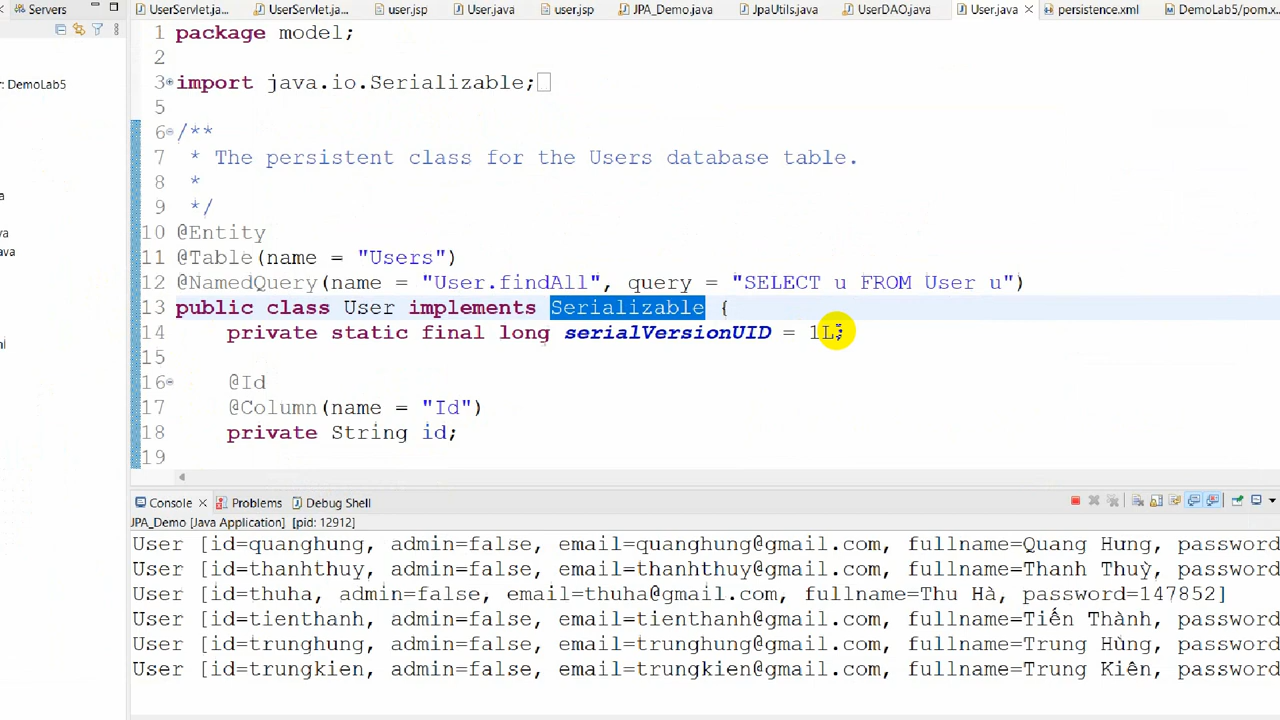 Servers
UserServlet.ja...
UserServlet.ja...
user.jsp
User.java
user.jsp
JPA_Demo.java
JpaUtils.java
UserDAO.java
User.java
persistence.xml
DemoLab5/pom.x...
r: DemoLab5
a
va
ava
ni
1 package model;
2
3 import java.io.Serializable;
5
6 /**
7 * The persistent class for the Users database table.
8 *
9 */
10 @Entity
11 @Table(name = "Users")
12 @NamedQuery(name = "User.findAll", query = "SELECT u FROM User u")
13 public class User implements Serializable {
14 private static final long serialVersionUID = 1L;
15
16 @Id
17 @Column(name = "Id")
18 private String id;
19
Console Problems Debug Shell
JPA_Demo [Java Application] [pid: 12912]
User [id=quanghung, admin=false, email=quanghung@gmail.com, fullname=Quang Hưng, password
User [id=thanhthuy, admin=false, email=thanhthuy@gmail.com, fullname=Thanh Thuỳ, password
User [id=thuha, admin=false, email=thuha@gmail.com, fullname=Thu Hà, password=147852]
User [id=tienthanh, admin=false, email=tienthanh@gmail.com, fullname=Tiến Thành, password
User [id=trunghung, admin=false, email=trunghung@gmail.com, fullname=Trung Hùng, password
User [id=trungkien, admin=false, email=trungkien@gmail.com, fullname=Trung Kiên, password